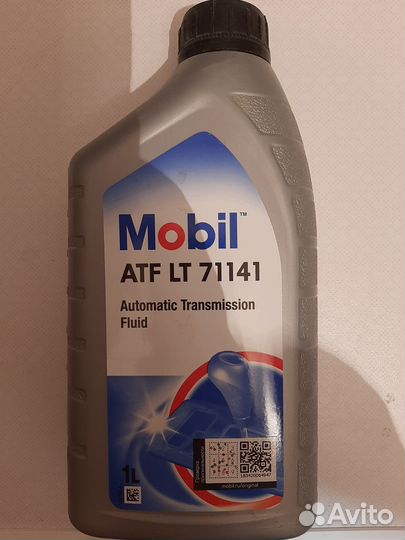 Mobil™
ATF LT 71141
Automatic Transmission
Fluid
1L
mobil.ru/original
Avito